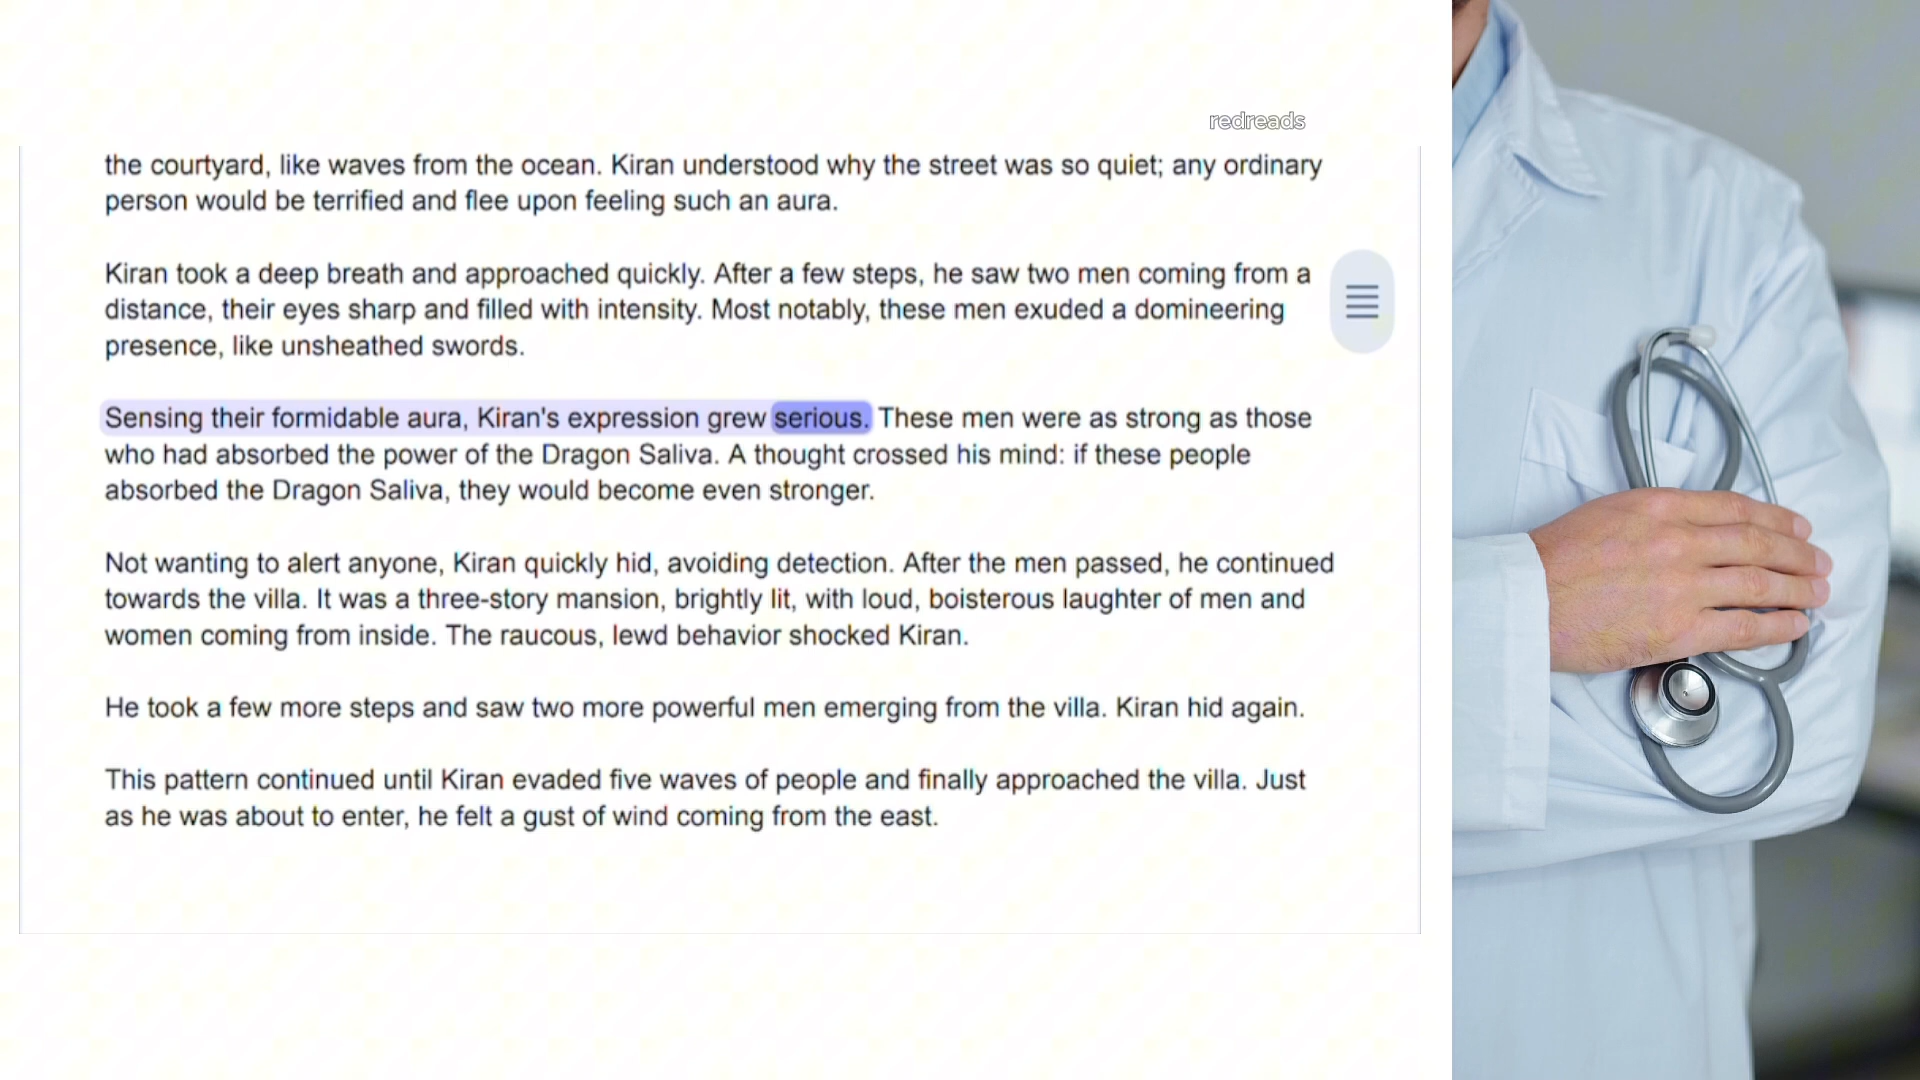 redreads
the courtyard, like waves from the ocean. Kiran understood why the street was so quiet; any ordinary
person would be terrified and flee upon feeling such an aura.
Kiran took a deep breath and approached quickly. After a few steps, he saw two men coming from a
distance, their eyes sharp and filled with intensity. Most notably, these men exuded a domineering
presence, like unsheathed swords.
Sensing their formidable aura, Kiran's expression grew serious. These men were as strong as those
who had absorbed the power of the Dragon Saliva. A thought crossed his mind: if these people
absorbed the Dragon Saliva, they would become even stronger.
Not wanting to alert anyone, Kiran quickly hid, avoiding detection. After the men passed, he continued
towards the villa. It was a three-story mansion, brightly lit, with loud, boisterous laughter of men and
women coming from inside. The raucous, lewd behavior shocked Kiran.
He took a few more steps and saw two more powerful men emerging from the villa. Kiran hid again.
This pattern continued until Kiran evaded five waves of people and finally approached the villa. Just
as he was about to enter, he felt a gust of wind coming from the east.